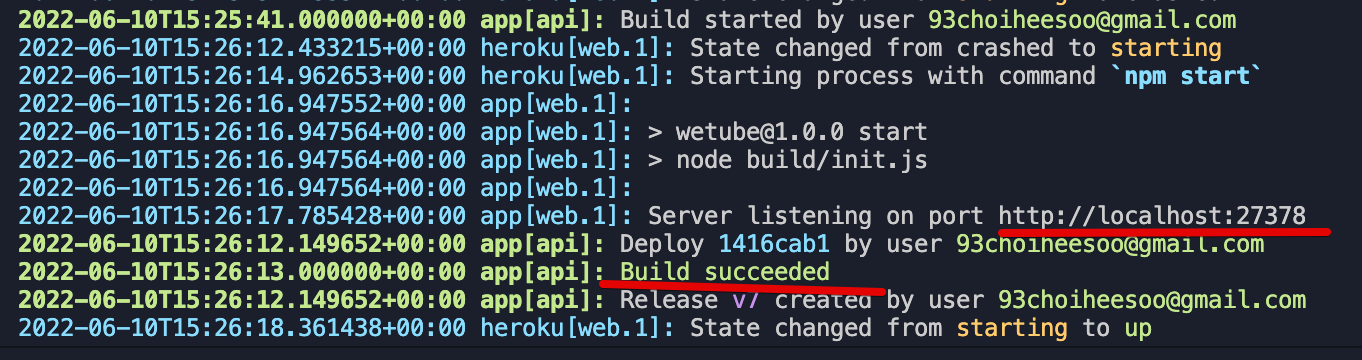 2022-06-10T15:25:41.000000+00:00 app[api]: Build started by user 93choiheesoo@gmail.com
2022-06-10T15:26:12.433215+00:00 heroku[web.1]: State changed from crashed to starting
2022-06-10T15:26:14.962653+00:00 heroku[web.1]: Starting process with command `npm start`
2022-06-10T15:26:16.947552+00:00 app[web.1]:
2022-06-10T15:26:16.947564+00:00 app[web.1]: > wetube@1.0.0 start
2022-06-10T15:26:16.947564+00:00 app[web.1]: > node build/init.js
2022-06-10T15:26:16.947564+00:00 app[web.1]:
2022-06-10T15:26:17.785428+00:00 app[web.1]: Server listening on port http://localhost:27378
2022-06-10T15:26:12.149652+00:00 app[api]: Deploy 1416cab1 by user 93choiheesoo@gmail.com
2022-06-10T15:26:13.000000+00:00 app[api]: Build succeeded
2022-06-10T15:26:12.149652+00:00 app[api]: Release v7 created by user 93choiheesoo@gmail.com
2022-06-10T15:26:18.361438+00:00 heroku[web.1]: State changed from starting to up